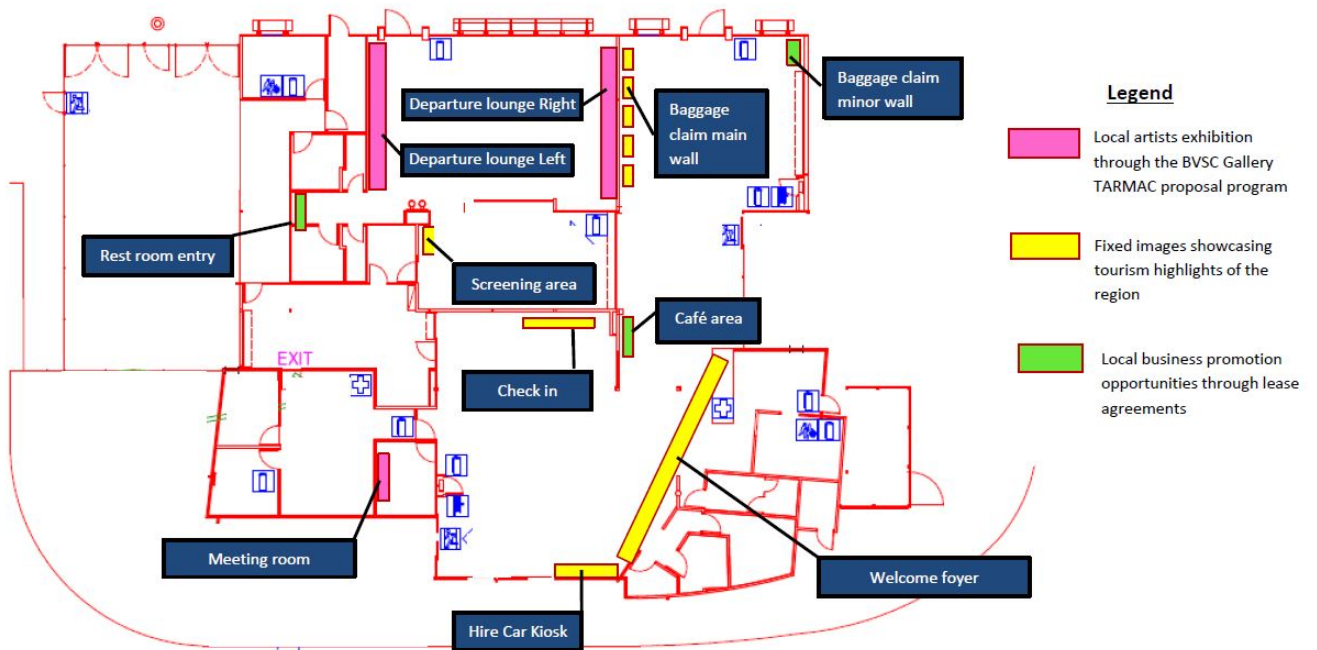 Departure lounge Right
Departure lounge Left
Baggage
claim main
wall
Baggage claim
minor wall
Rest room entry
Screening area
Café area
EXIT
Check in
Meeting room
Welcome foyer
Hire Car Kiosk
Legend
Local artists exhibition
through the BVSC Gallery
TARMAC proposal program
Fixed images showcasing
tourism highlights of the
region
Local business promotion
opportunities through lease
agreements